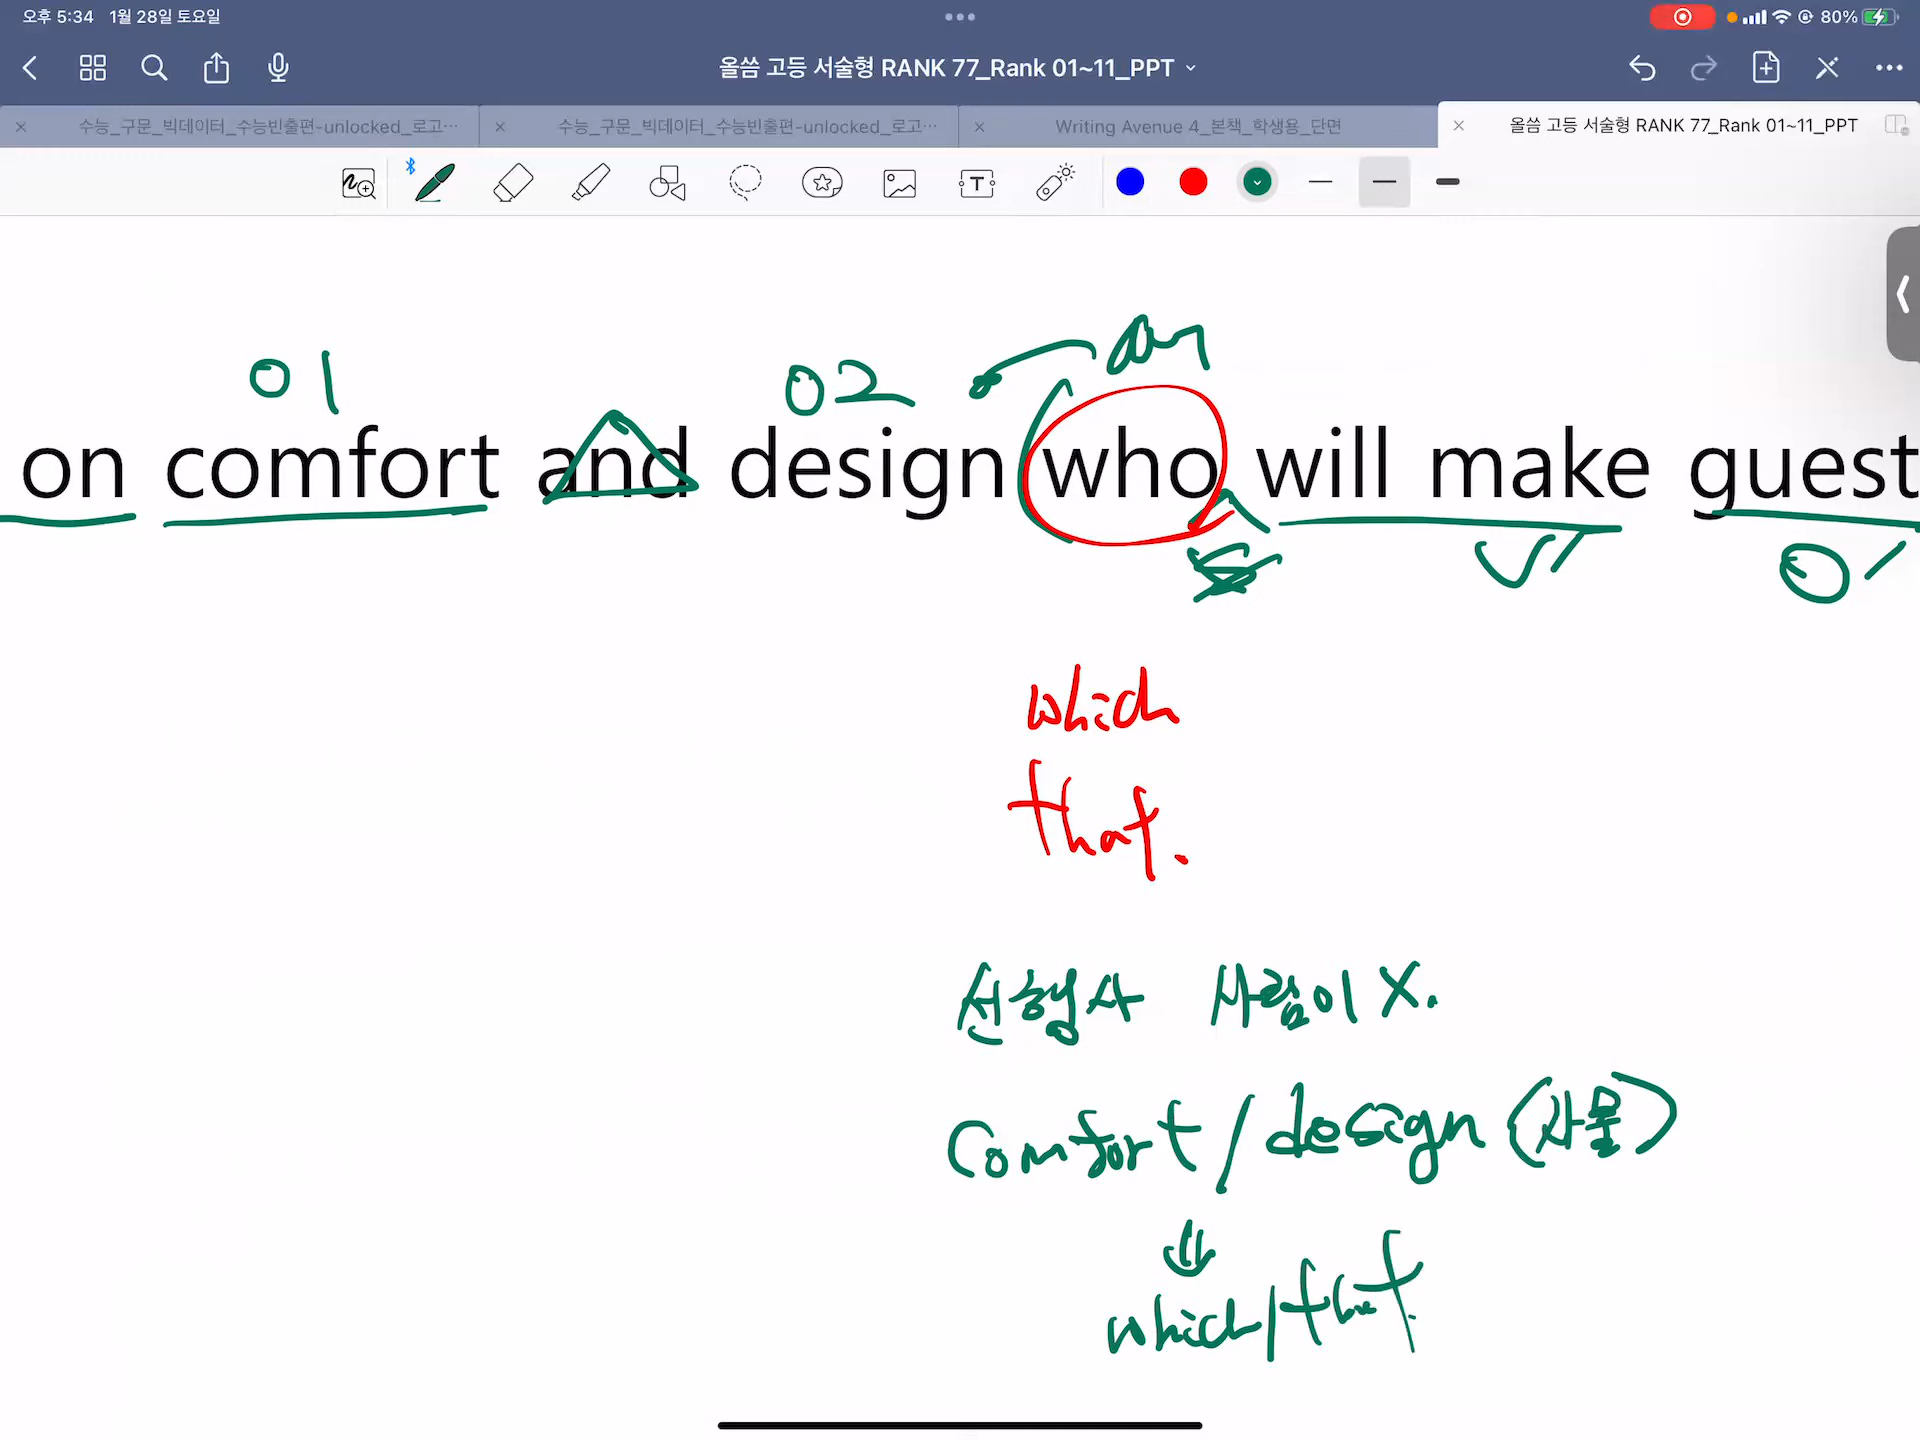 오후 5:34 1월 28일 토요일
80%
올씀 고등 서술형 RANK 77_Rank 01~11_PPT
수능_구문_빅데이터_수능빈출편-unlocked_로고…
수능_구문_빅데이터_수능빈출편-unlocked_로고…
Writing Avenue 4_본책_학생용_단면
올씀 고등 서술형 RANK 77_Rank 01~11_PPT
T
01 02
on comfort and design who will make guest
which
that.
선행사 사람이 X.
Comfort / design (사물)
which / that.